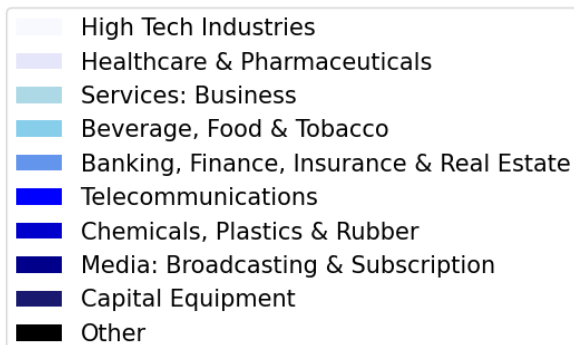 High Tech Industries
Healthcare & Pharmaceuticals
Services: Business
Beverage, Food & Tobacco
Banking, Finance, Insurance & Real Estate
Telecommunications
Chemicals, Plastics & Rubber
Media: Broadcasting & Subscription
Capital Equipment
Other